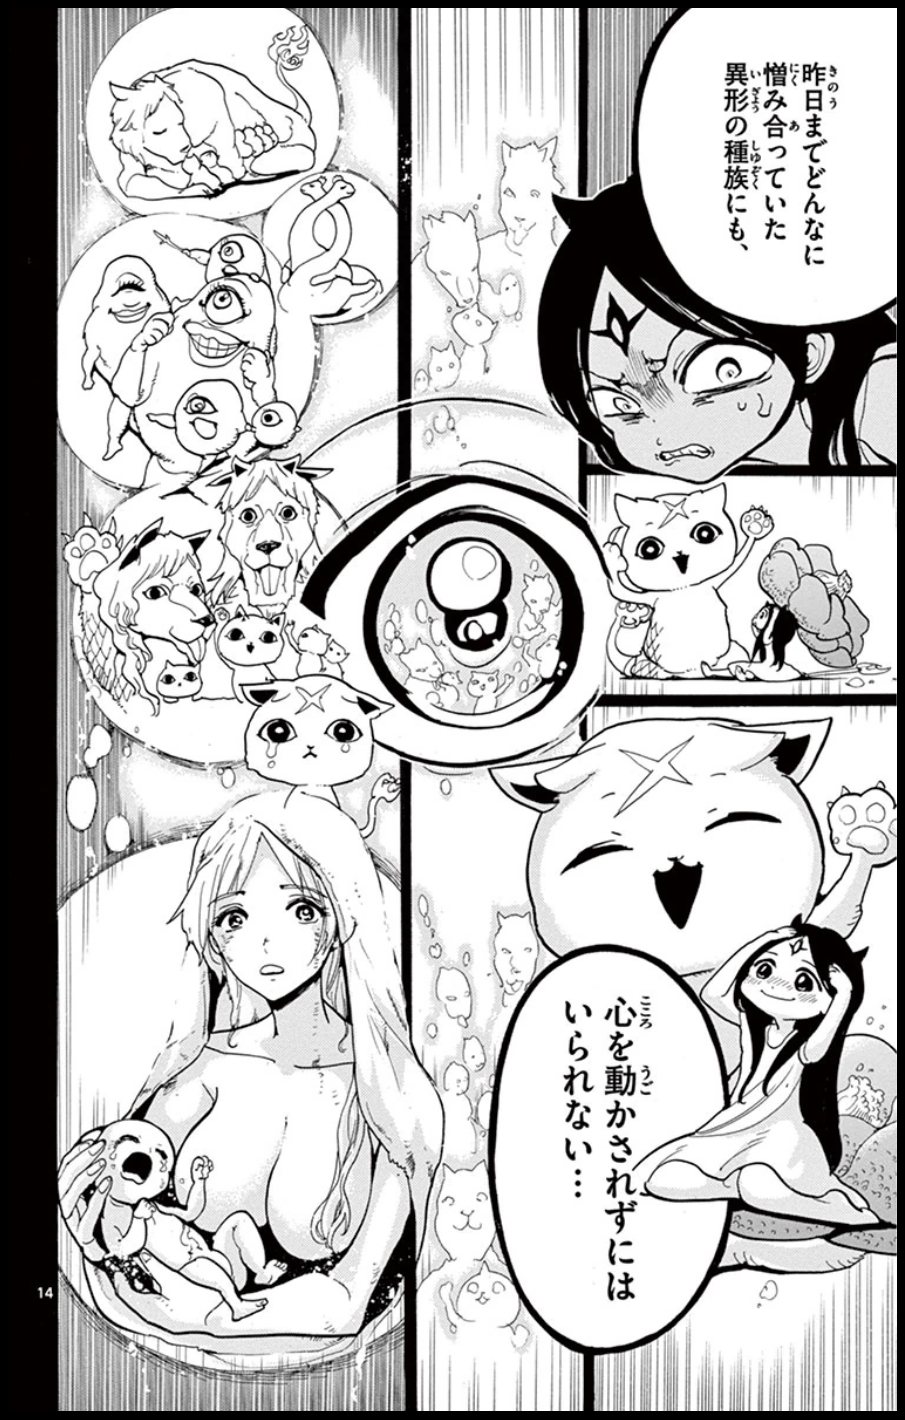 昨日までどんなに
憎み合っていた
異形の種族にも、
心を動かされずには
いられない…
14